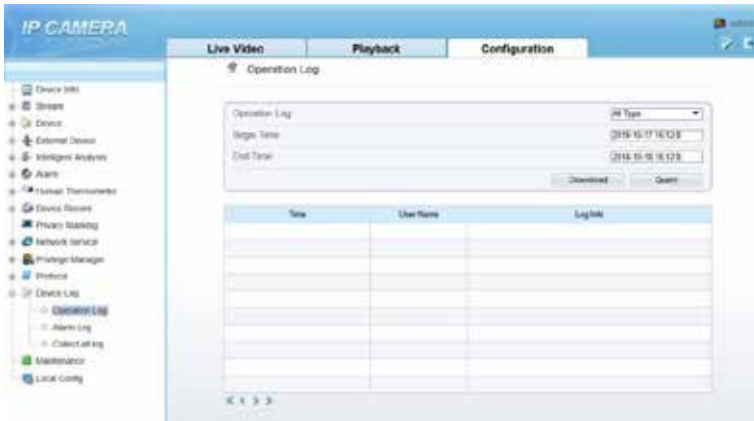 IP CAMERA
Live Video
Playback
Configuration
Operation Log
Device Info
Stream
Device
External Device
Intelligent Analysis
Alarm
Human Thermometer
Device Record
Privacy Masking
Network Service
Privilege Manager
Protocol
Device Log
Operation Log
Alarm Log
Collect all log
Maintenance
Local Config
Operation Log
All Type
Begin Time
End Time
Download
Query
Time
User Name
Log Info